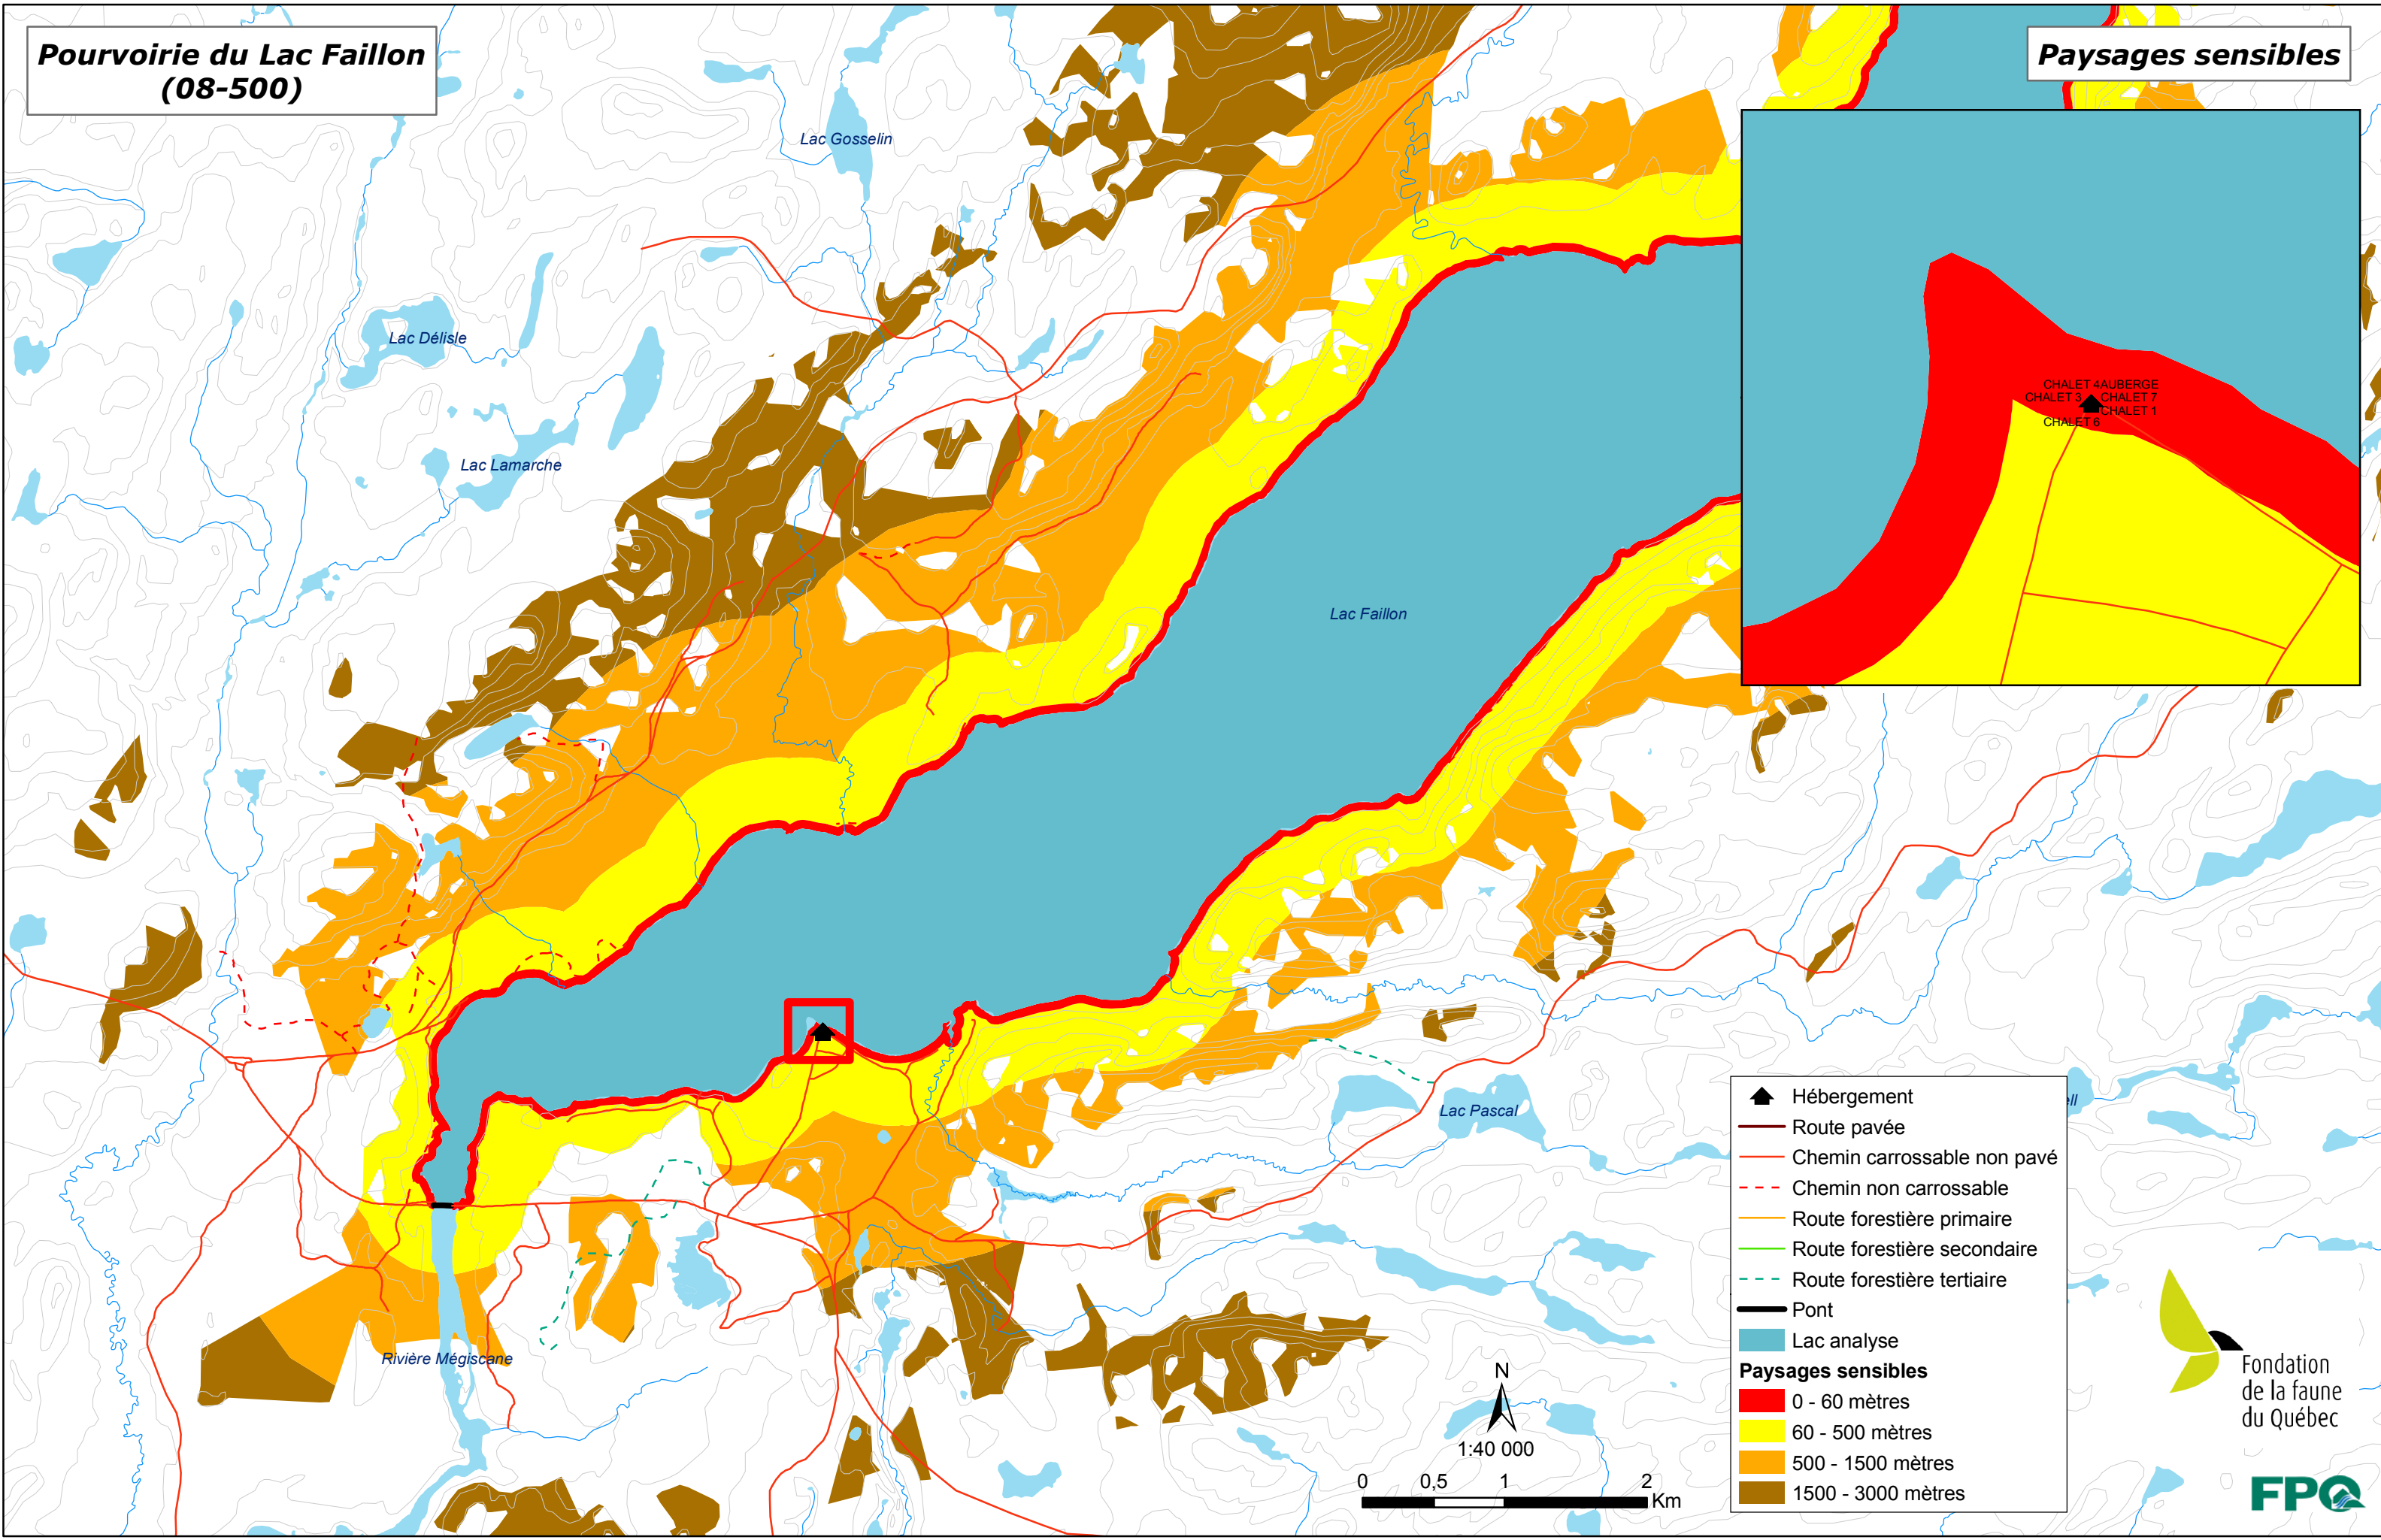 Pourvoirie du Lac Faillon
(08-500)
Paysages sensibles
Lac Gosselin
Lac Délisle
Lac Lamarche
Lac Faillon
CHALET 4 AUBERGE
CHALET 3 CHALET 7
CHALET 1
CHALET 6
Lac Pascal
ell
Rivière Mégiscane
Hébergement
Route pavée
Chemin carrossable non pavé
Chemin non carrossable
Route forestière primaire
Route forestière secondaire
Route forestière tertiaire
Pont
Lac analyse
Paysages sensibles
0 - 60 mètres
60 - 500 mètres
500 - 1500 mètres
1500 - 3000 mètres
N
1:40 000
0 0,5 1 2
Km
Fondation
de la faune
du Québec
FPQ